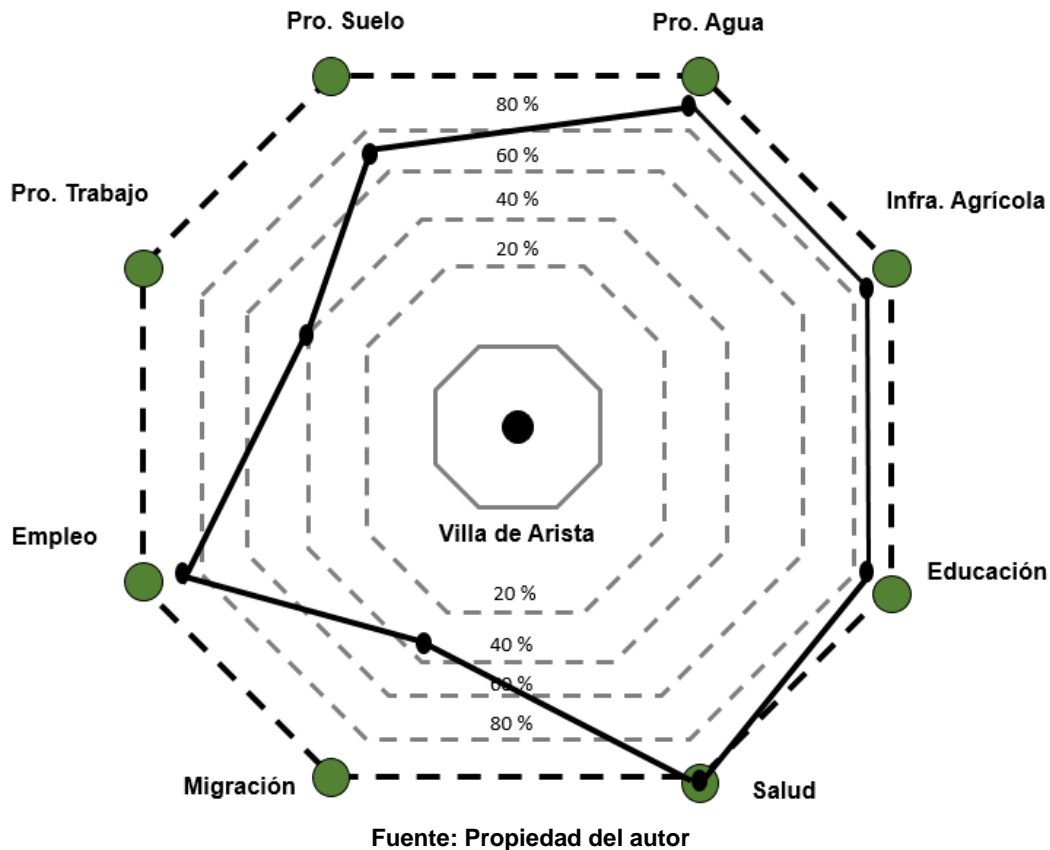 Pro. Suelo
Pro. Agua
80 %
60 %
Pro. Trabajo
Infra. Agrícola
40 %
20 %
Villa de Arista
Empleo
Educación
20 %
40 %
60 %
80 %
Migración
Salud
Fuente: Propiedad del autor